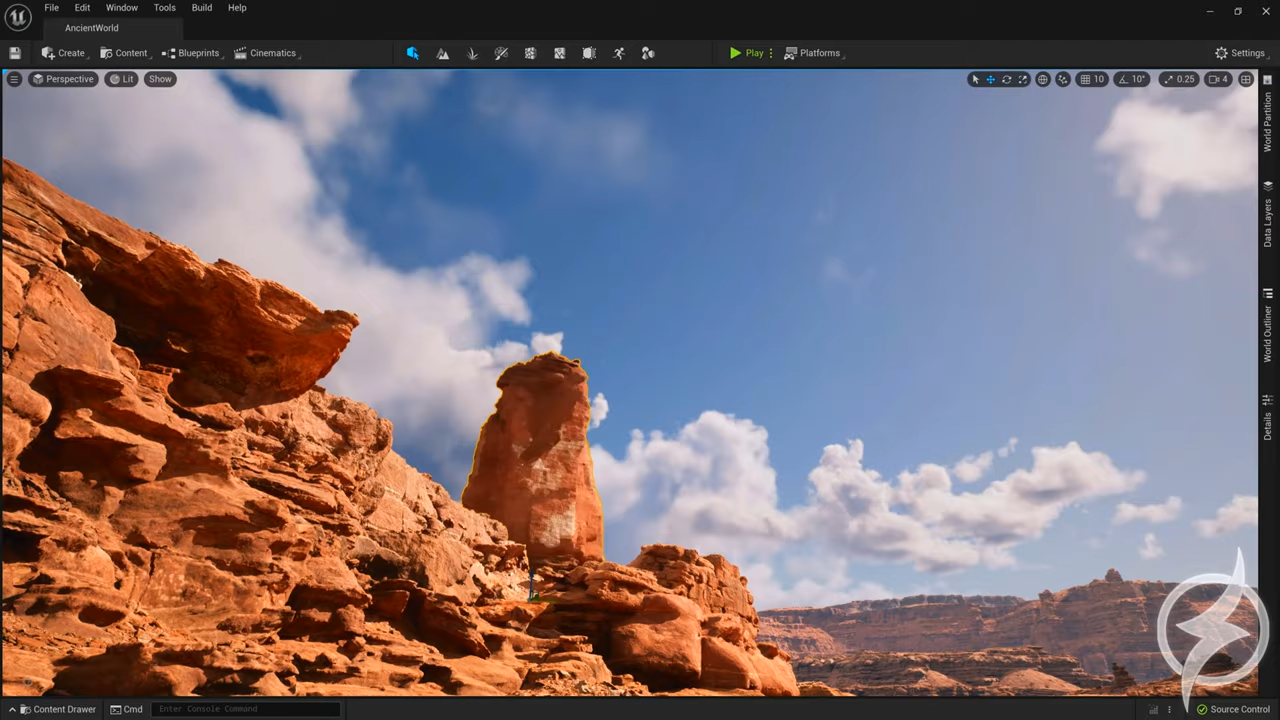 File Edit Window Tools Build Help
AncientWorld
Create Content Blueprints Cinematics Play Platforms Settings
Perspective Lit Show 10 10° 0.25 4
World Partition
Data Layers
World Outliner
Details
Content Drawer Cmd Enter Console Command Source Control